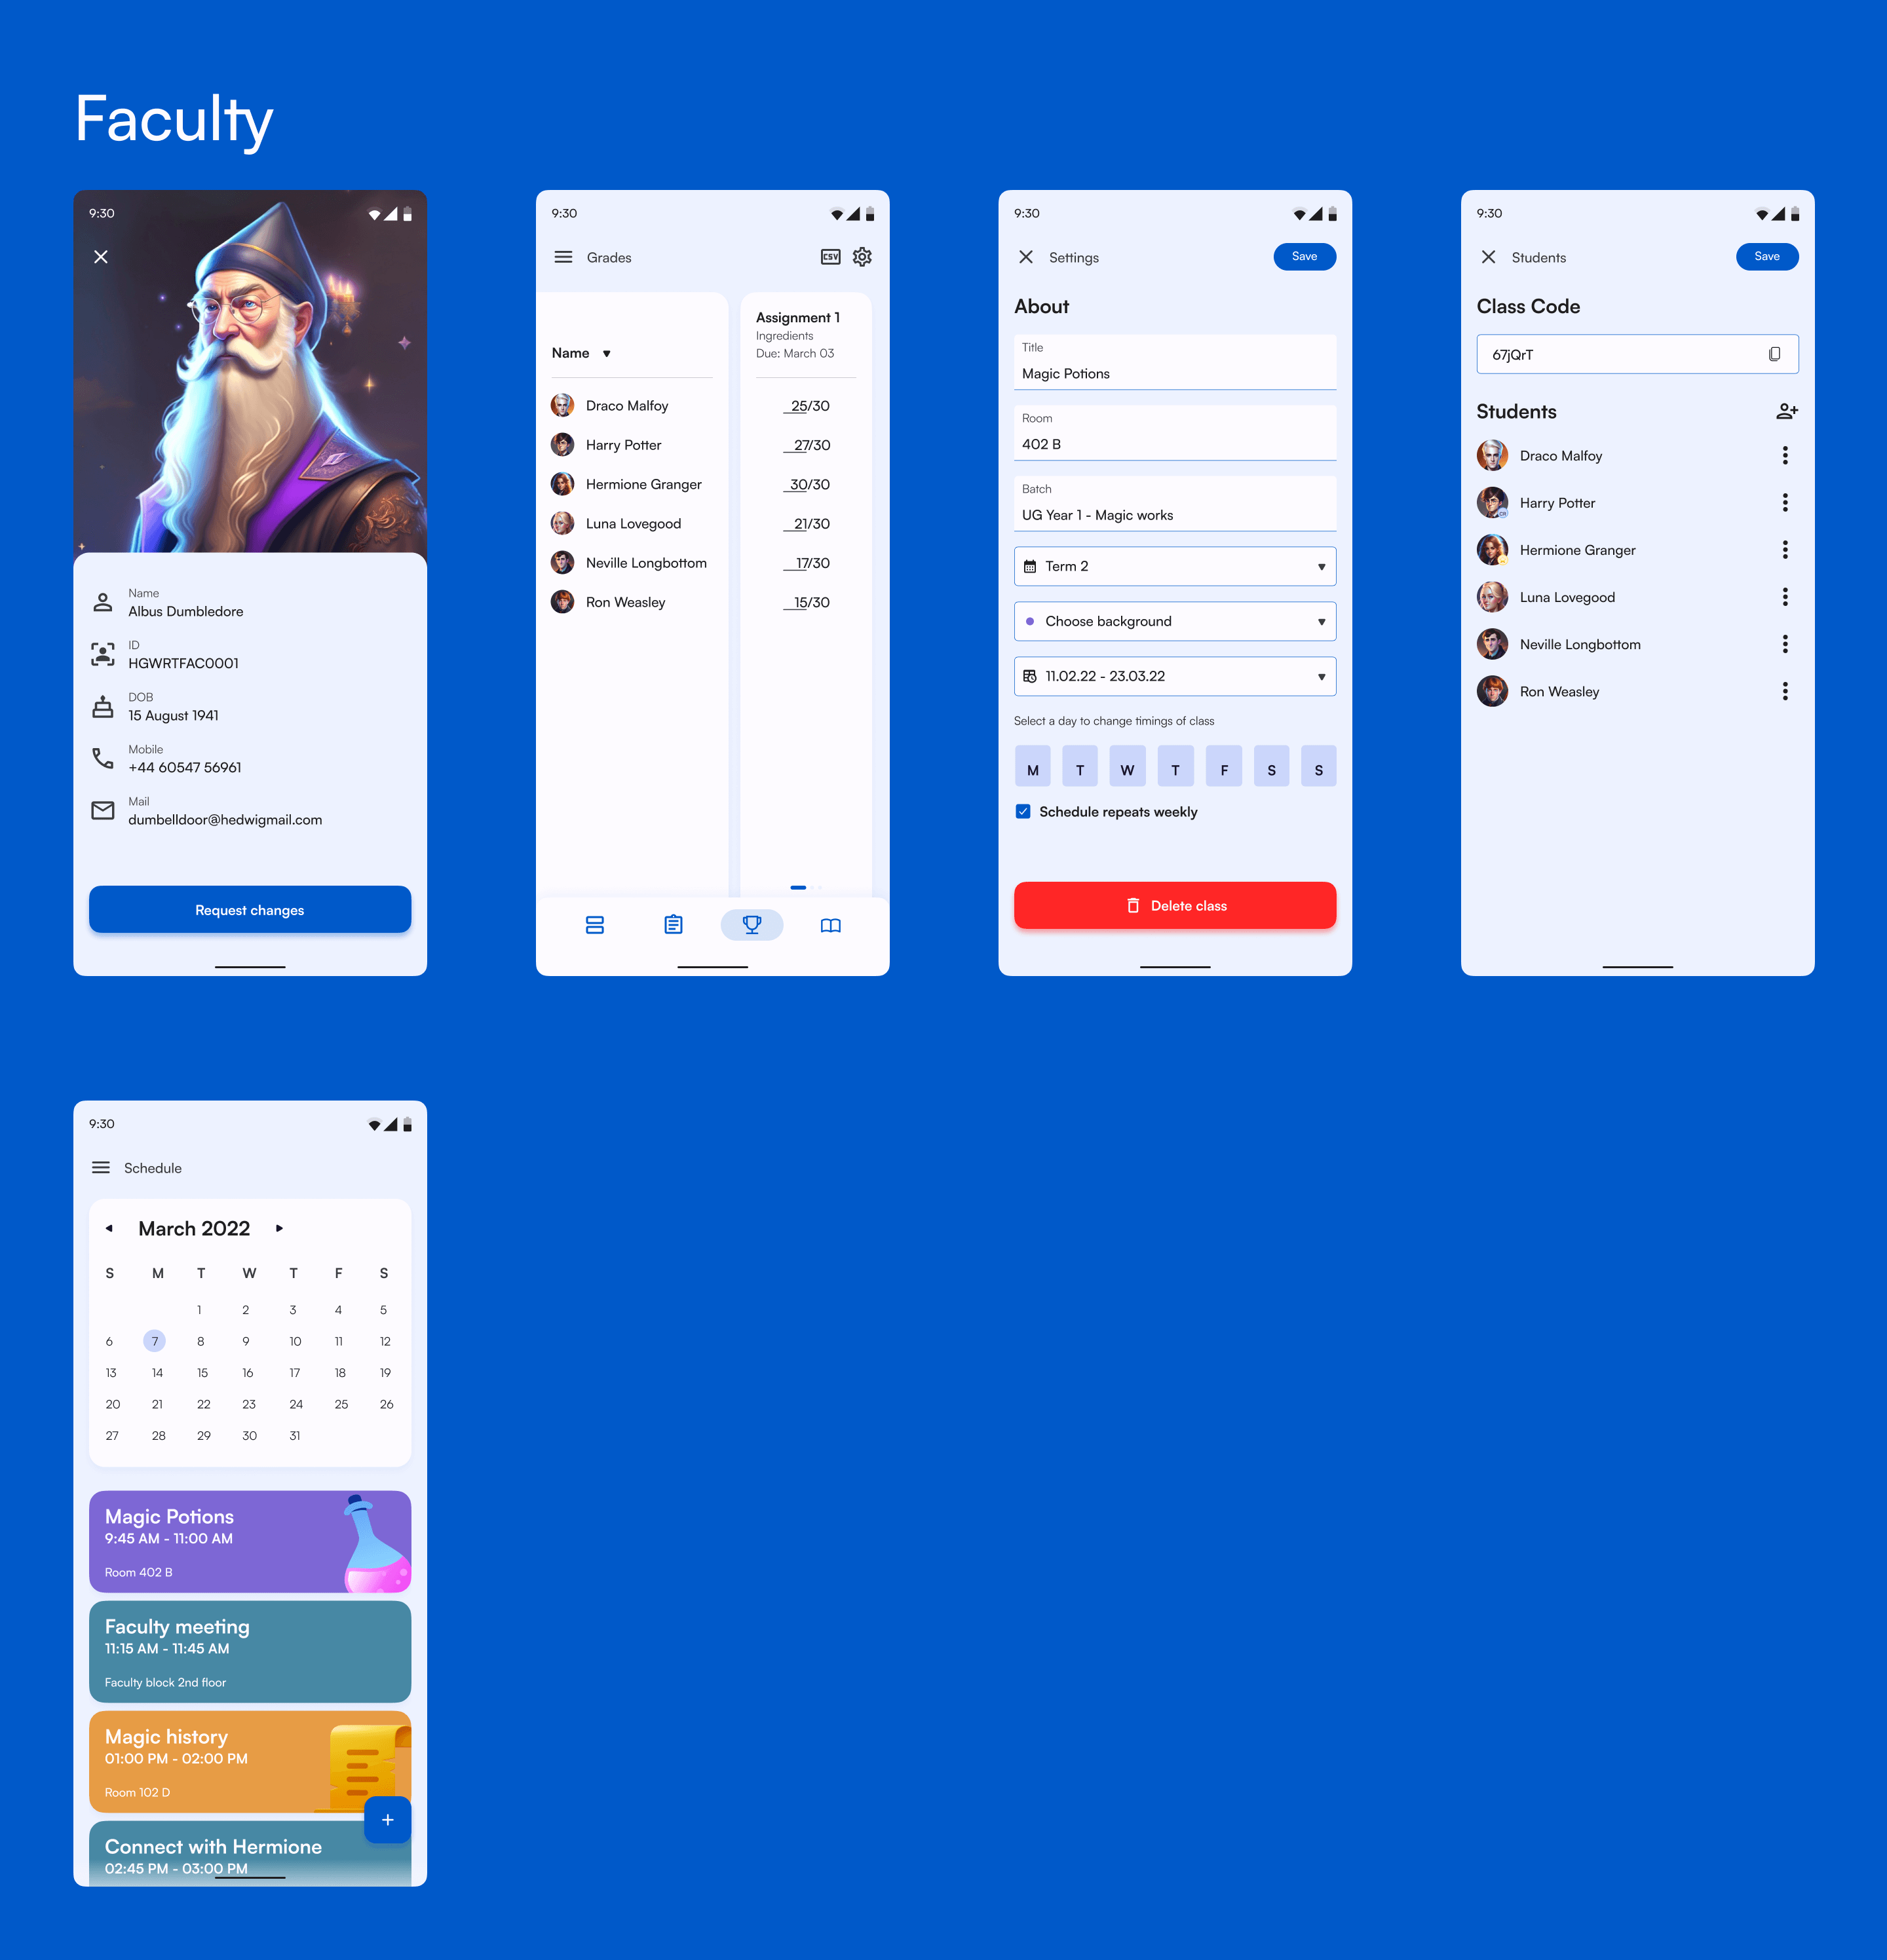 Faculty
9:30
Name
Albus Dumbledore
ID
HGWRTFAC0001
DOB
15 August 1941
Mobile
+44 60547 56961
Mail
dumbelldoor@hedwigmail.com
Request changes
9:30
Grades
CSV
Name
Assignment 1
Ingredients
Due: March 03
Draco Malfoy 25/30
Harry Potter 27/30
Hermione Granger 30/30
Luna Lovegood 21/30
Neville Longbottom 17/30
Ron Weasley 15/30
9:30
Settings Save
About
Title
Magic Potions
Room
402 B
Batch
UG Year 1 - Magic works
Term 2
Choose background
11.02.22 - 23.03.22
Select a day to change timings of class
M T W T F S S
Schedule repeats weekly
Delete class
9:30
Students Save
Class Code
67jQrT
Students
Draco Malfoy
Harry Potter
CR
Hermione Granger
Luna Lovegood
Neville Longbottom
Ron Weasley
9:30
Schedule
March 2022
S M T W T F S
1 2 3 4 5
6 7 8 9 10 11 12
13 14 15 16 17 18 19
20 21 22 23 24 25 26
27 28 29 30 31
Magic Potions
9:45 AM - 11:00 AM
Room 402 B
Faculty meeting
11:15 AM - 11:45 AM
Faculty block 2nd floor
Magic history
01:00 PM - 02:00 PM
Room 102 D
Connect with Hermione
02:45 PM - 03:00 PM